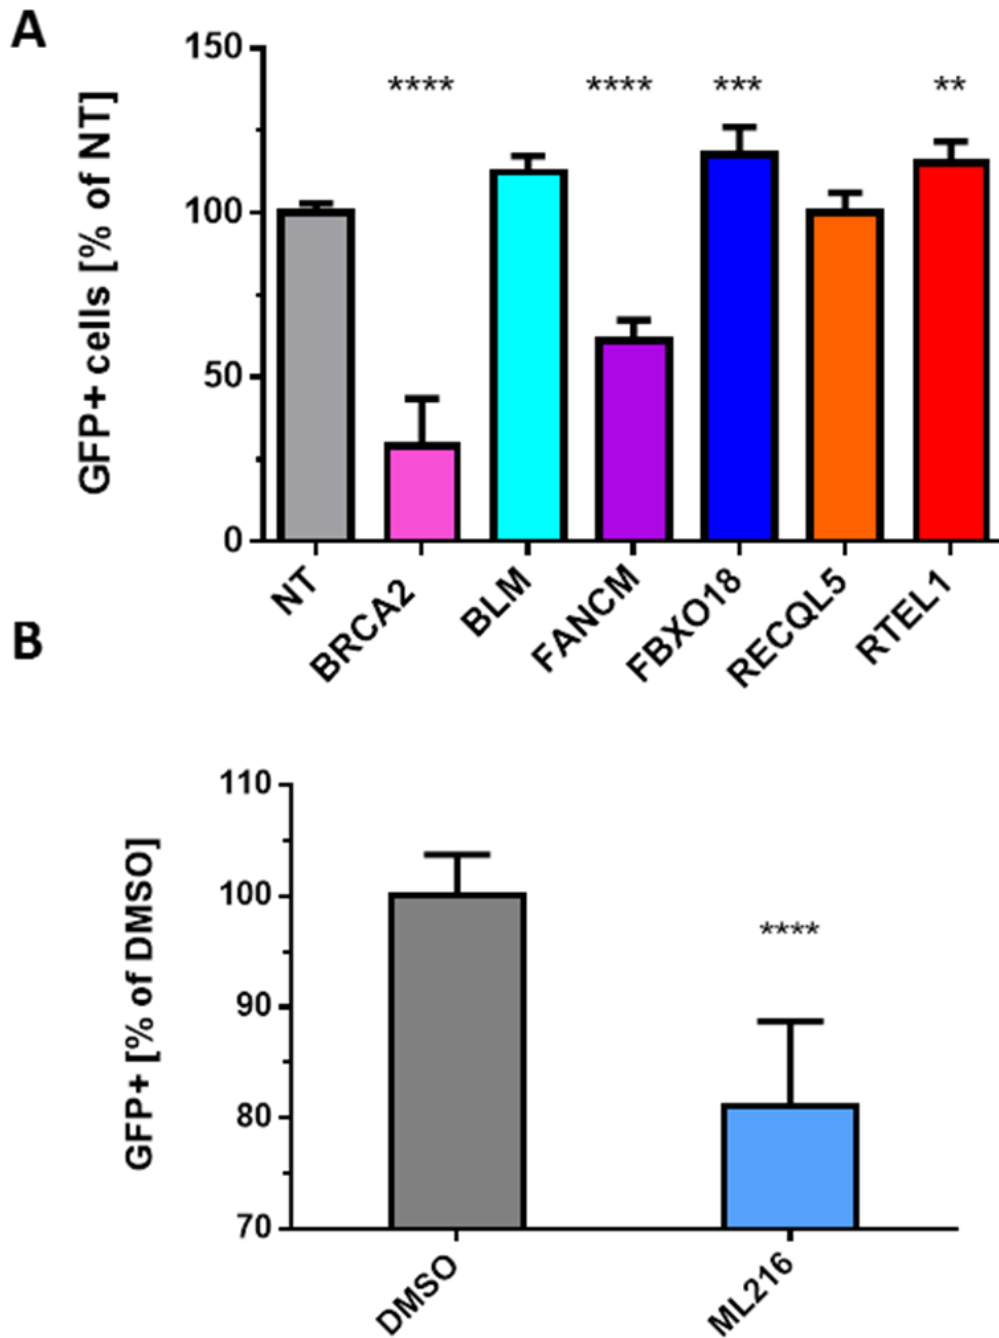 A
GFP+ cells [% of NT]
150
100
50
0
****
****
***
**
NT
BRCA2
BLM
FANCM
FBXO18
RECQL5
RTEL1
B
GFP+ [% of DMSO]
110
100
90
80
70
****
DMSO
ML216